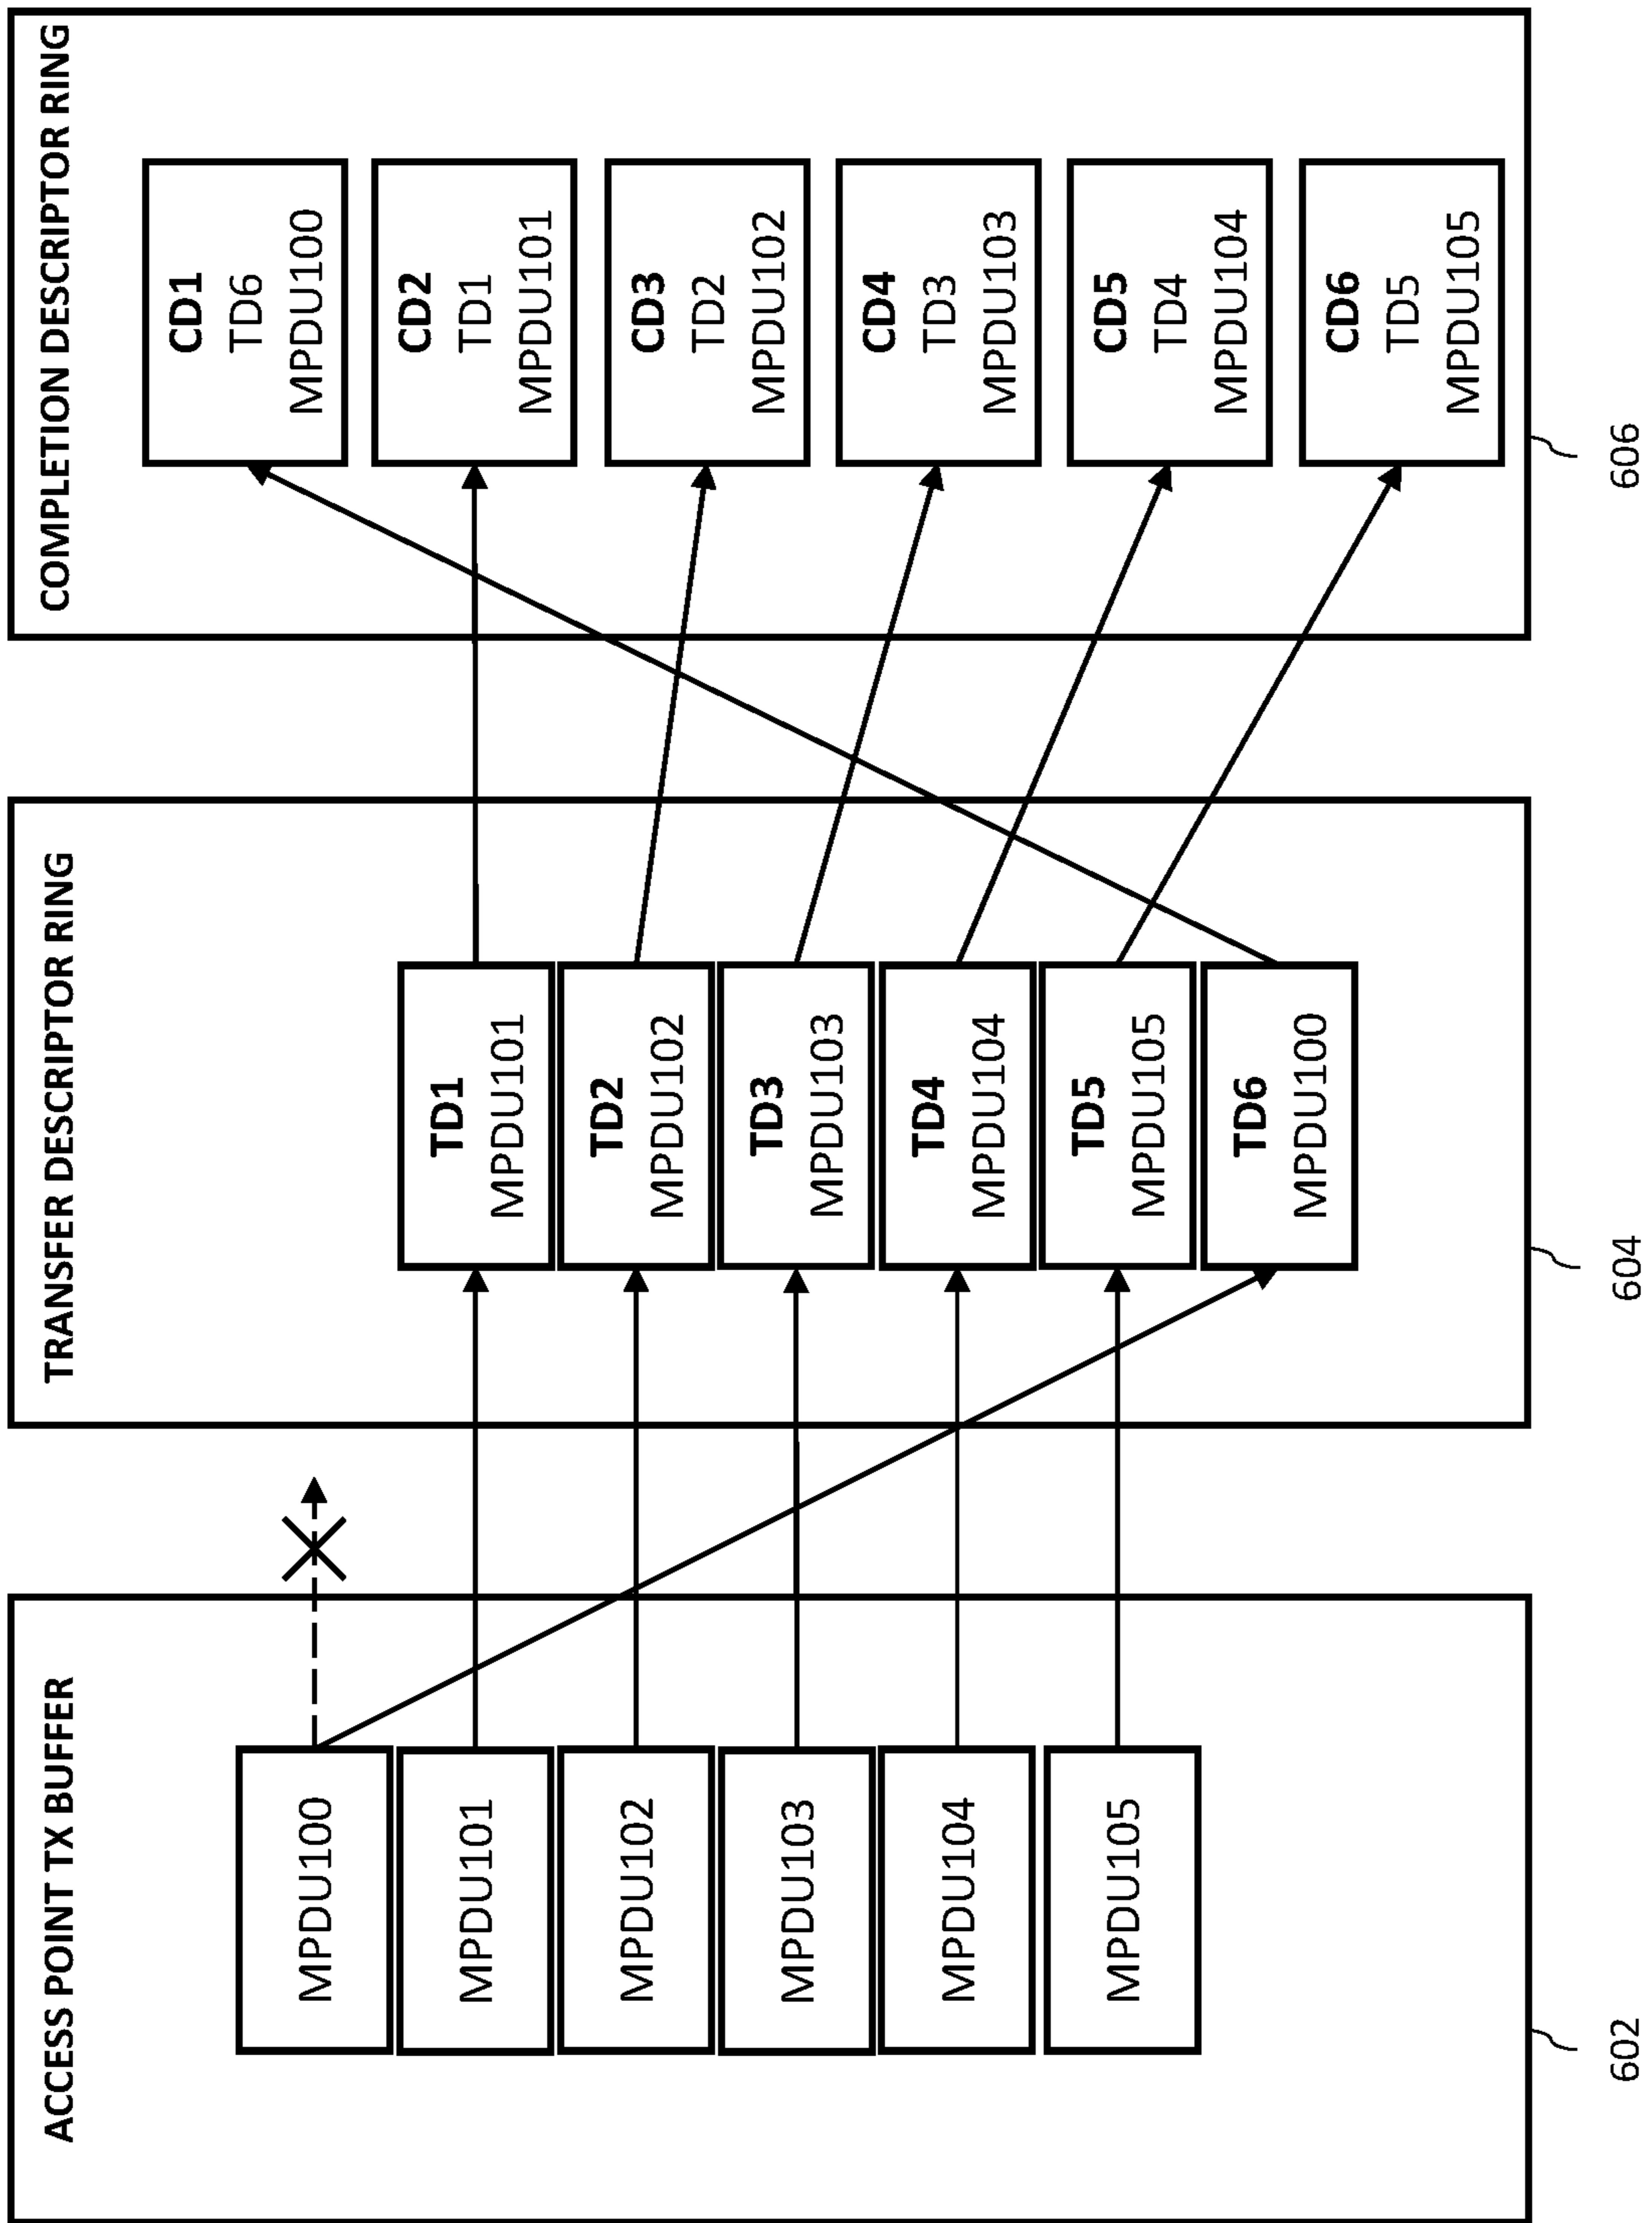 ACCESS POINT TX BUFFER
MPDU100
MPDU101
MPDU102
MPDU103
MPDU104
MPDU105
602
TRANSFER DESCRIPTOR RING
TD1
MPDU101
TD2
MPDU102
TD3
MPDU103
TD4
MPDU104
TD5
MPDU105
TD6
MPDU100
604
COMPLETION DESCRIPTOR RING
CD1
TD6
MPDU100
CD2
TD1
MPDU101
CD3
TD2
MPDU102
CD4
TD3
MPDU103
CD5
TD4
MPDU104
CD6
TD5
MPDU105
606